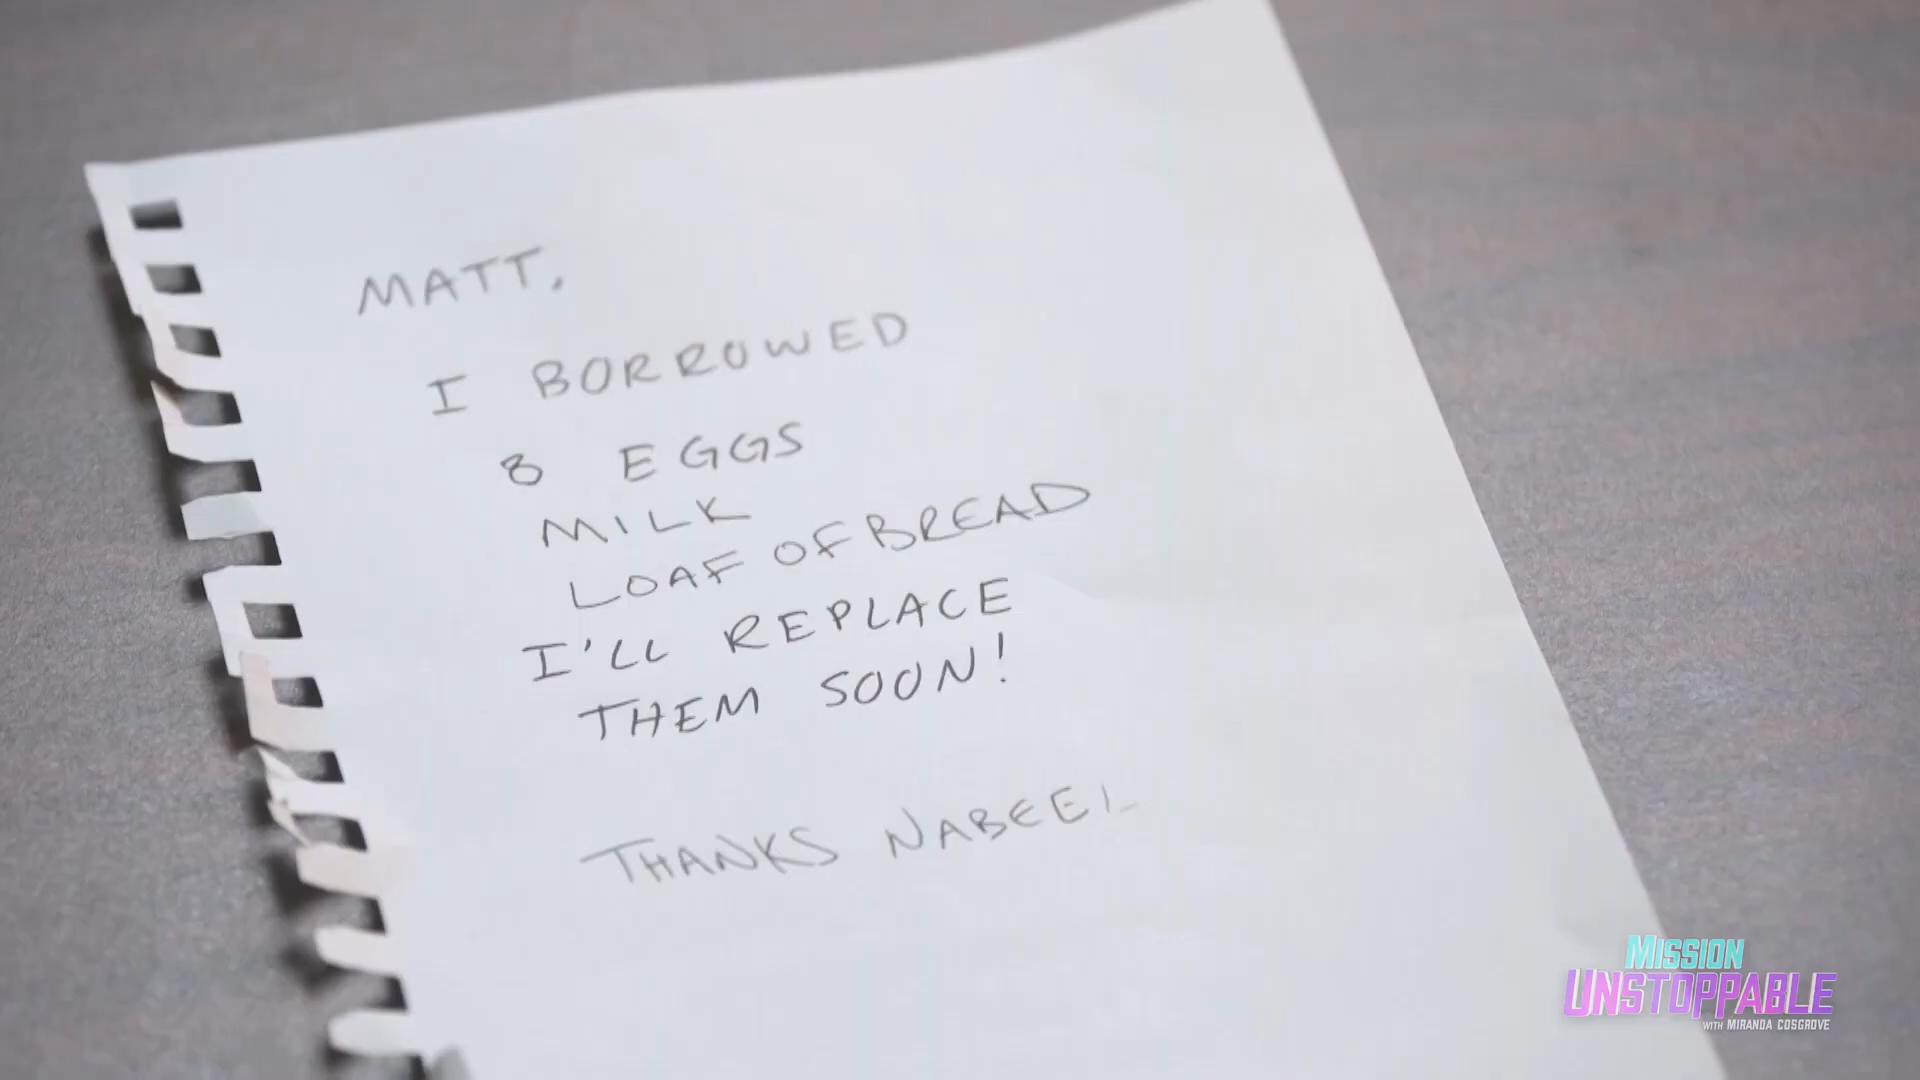 MATT,
I BORROWED
8 EGGS
MILK
LOAF OF BREAD
I'LL REPLACE
THEM SOON!
THANKS NABEEL
MISSION
UNSTOPPABLE
WITH MIRANDA COSGROVE